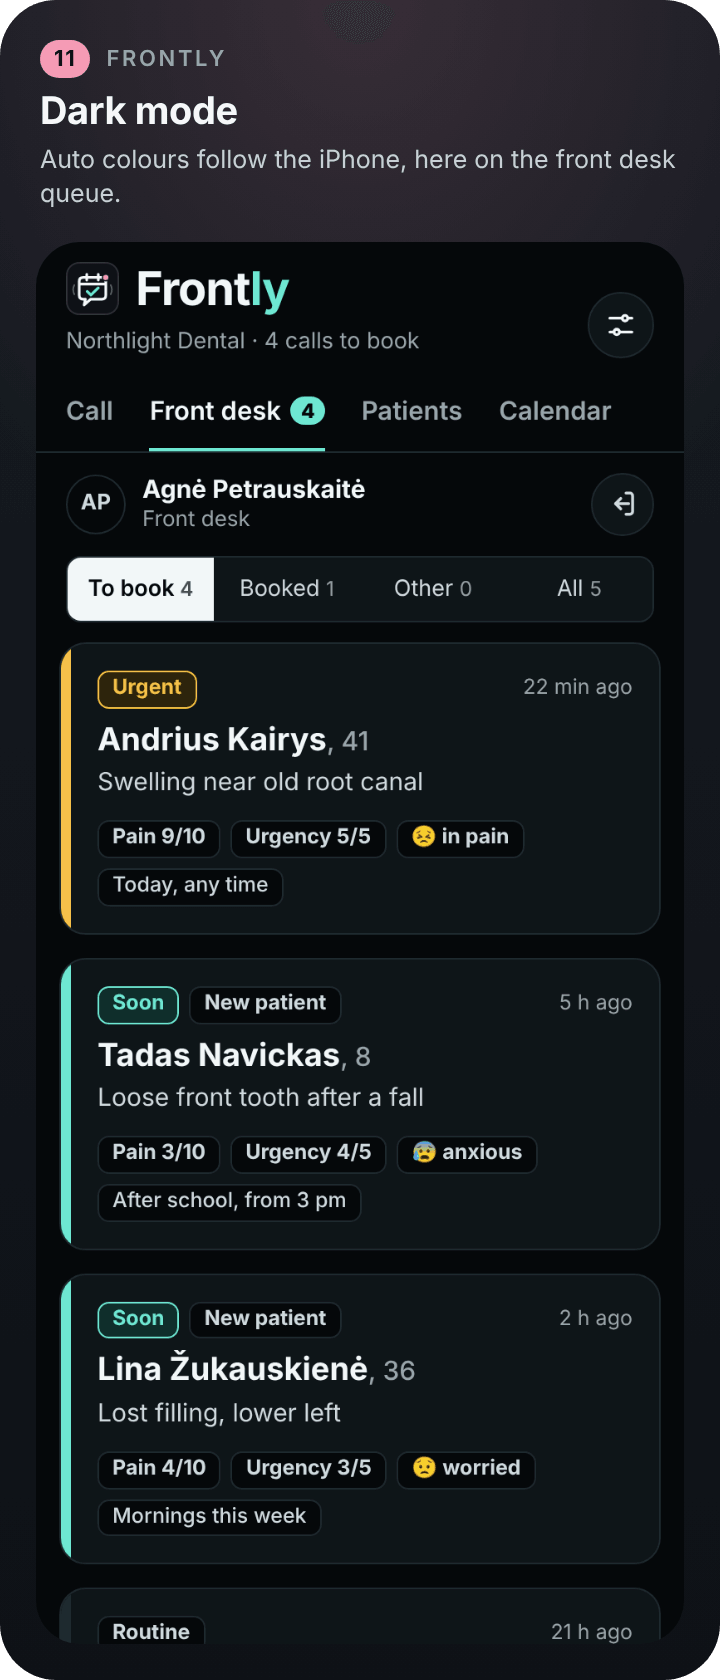 11 FRONTLY
Dark mode
Auto colours follow the iPhone, here on the front desk
queue.
Frontly
Northlight Dental · 4 calls to book
Call Front desk 4 Patients Calendar
AP Agnė Petrauskaitė
Front desk
To book 4 Booked 1 Other 0 All 5
Urgent 22 min ago
Andrius Kairys, 41
Swelling near old root canal
Pain 9/10 Urgency 5/5 😣 in pain
Today, any time
Soon New patient 5 h ago
Tadas Navickas, 8
Loose front tooth after a fall
Pain 3/10 Urgency 4/5 😰 anxious
After school, from 3 pm
Soon New patient 2 h ago
Lina Žukauskienė, 36
Lost filling, lower left
Pain 4/10 Urgency 3/5 😟 worried
Mornings this week
Routine 21 h ago